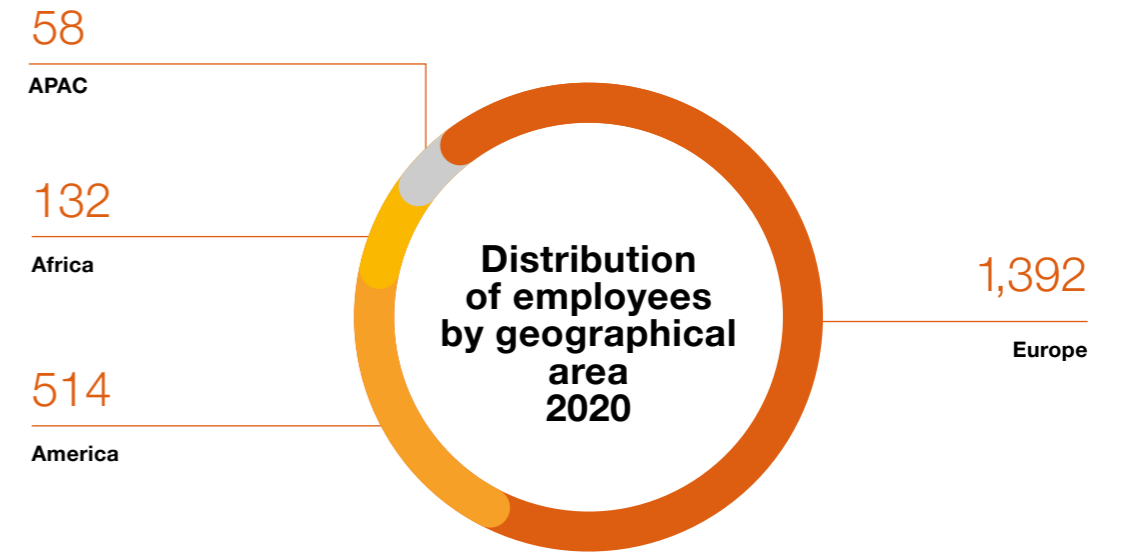 58
APAC
132
Africa
514
America
Distribution
of employees
by geographical
area
2020
1,392
Europe